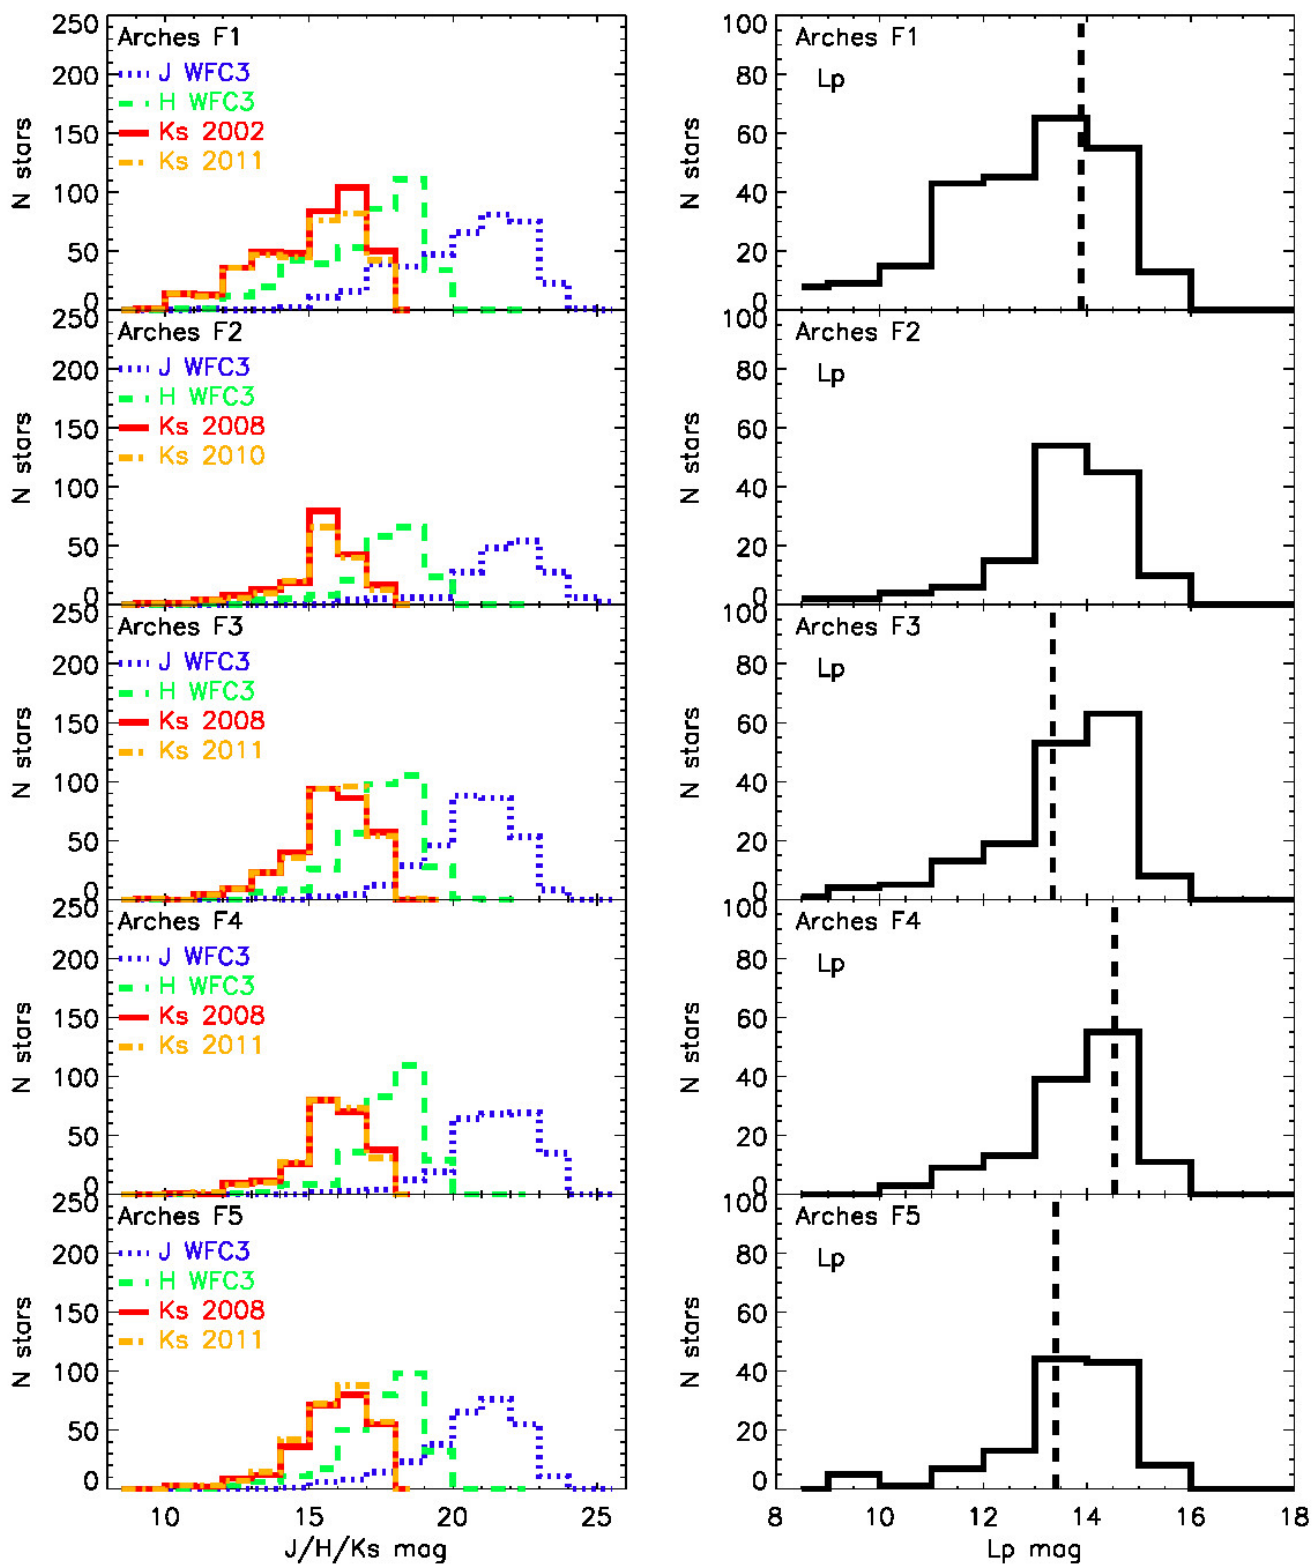 Arches F1
J WFC3
H WFC3
Ks 2002
Ks 2011
N stars
250
200
150
100
50
0
Arches F1
Lp
N stars
100
80
60
40
20
0
Arches F2
J WFC3
H WFC3
Ks 2008
Ks 2010
N stars
250
200
150
100
50
0
Arches F2
Lp
N stars
100
80
60
40
20
0
Arches F3
J WFC3
H WFC3
Ks 2008
Ks 2011
N stars
250
200
150
100
50
0
Arches F3
Lp
N stars
100
80
60
40
20
0
Arches F4
J WFC3
H WFC3
Ks 2008
Ks 2011
N stars
250
200
150
100
50
0
Arches F4
Lp
N stars
100
80
60
40
20
0
Arches F5
J WFC3
H WFC3
Ks 2008
Ks 2011
N stars
250
200
150
100
50
0
10 15 20 25
J/H/Ks mag
Arches F5
Lp
N stars
100
80
60
40
20
0
8 10 12 14 16 18
Lp mag